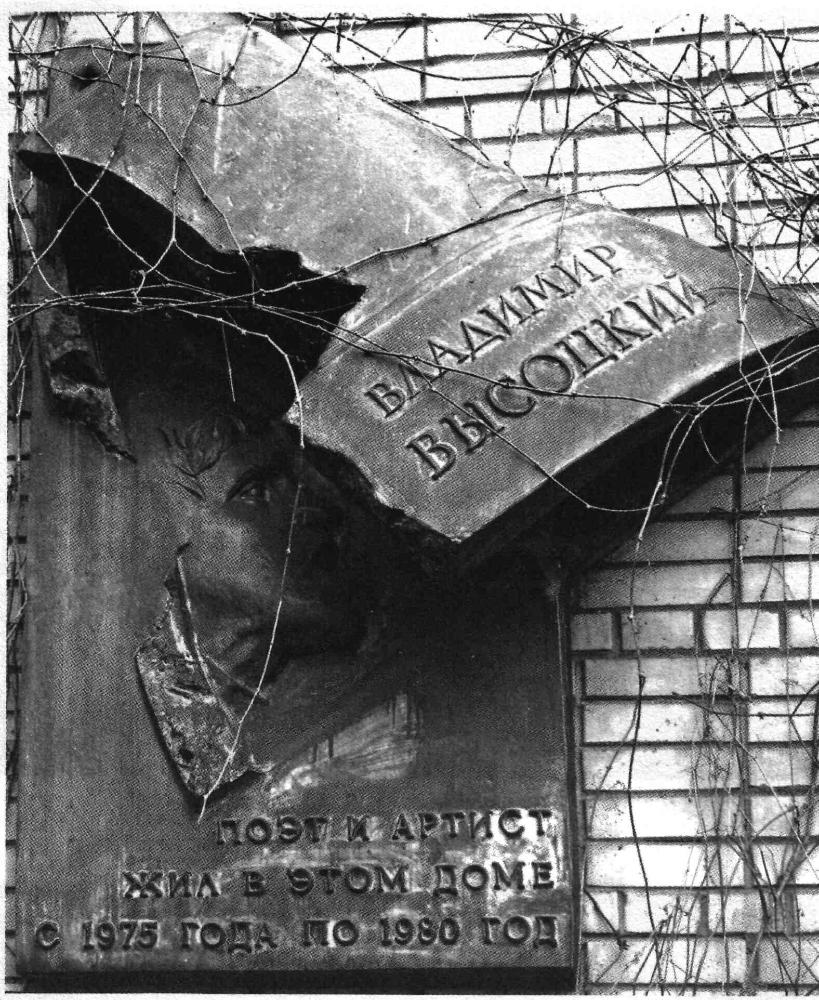 ВЛАДИМИР
ВЫСОЦКИЙ
ПОЭТ И АРТИСТ
ЖИЛ В ЭТОМ ДОМЕ
С 1975 ГОДА ПО 1980 ГОД